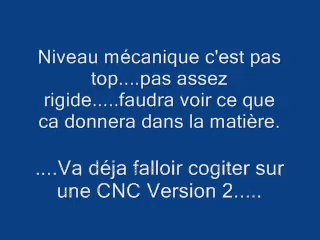 Niveau mécanique c'est pas
top....pas assez
rigide.....faudra voir ce que
ca donnera dans la matière.
....Va déja falloir cogiter sur
une CNC Version 2.....